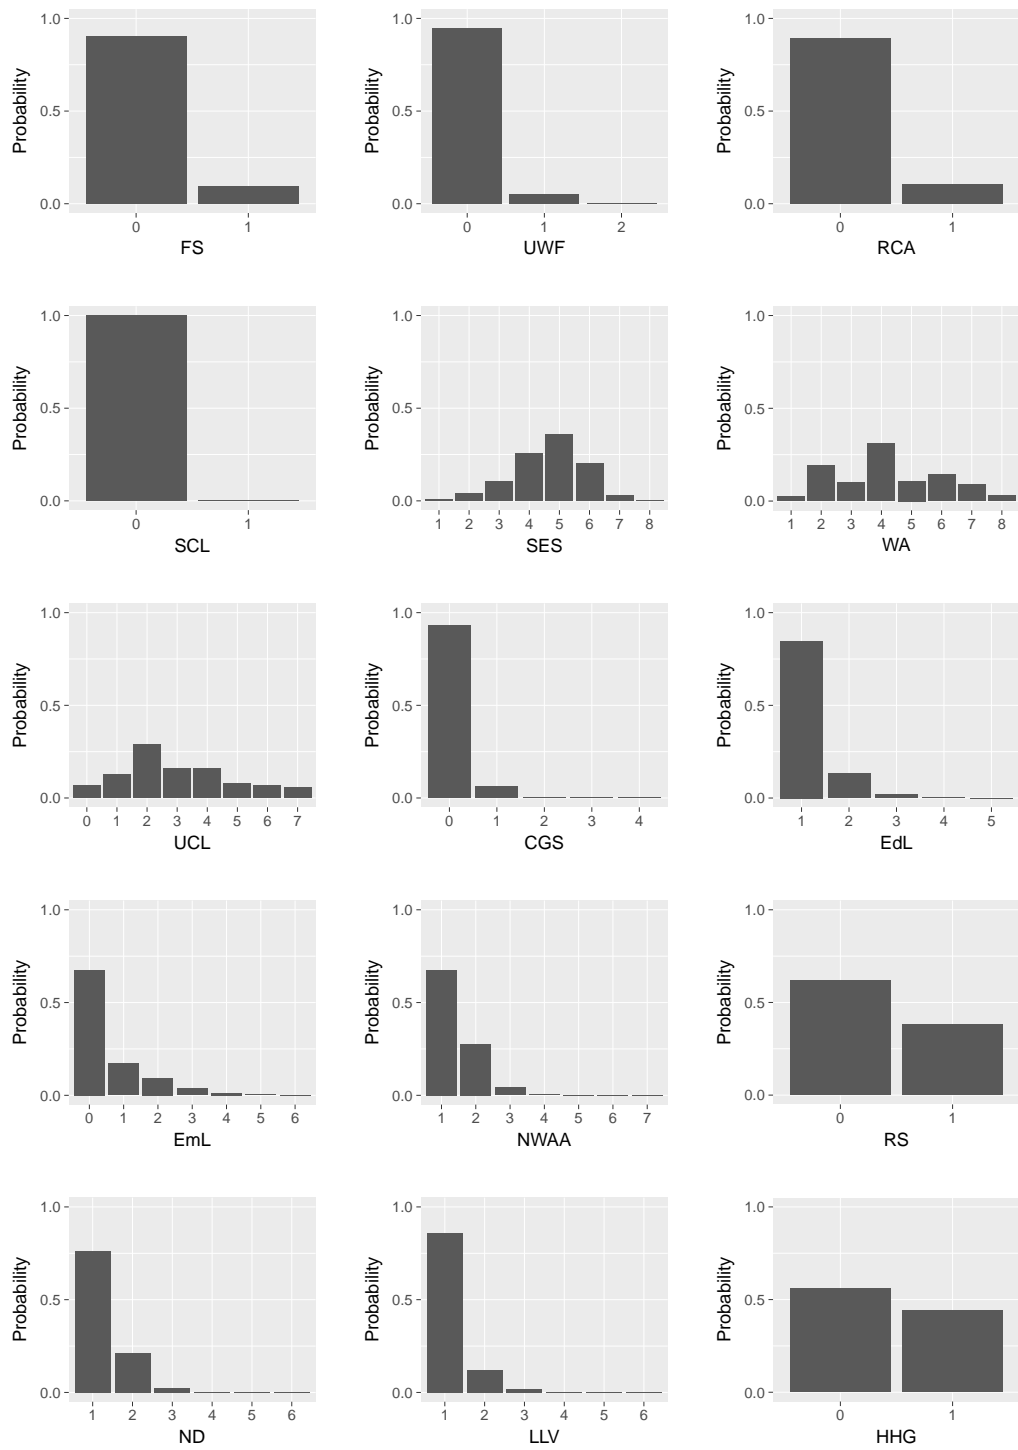 1.0
0.5
0.0
Probability
0 1
FS
1.0
0.5
0.0
Probability
0 1 2
UWF
1.0
0.5
0.0
Probability
0 1
RCA
1.0
0.5
0.0
Probability
0 1
SCL
1.0
0.5
0.0
Probability
1 2 3 4 5 6 7 8
SES
1.0
0.5
0.0
Probability
1 2 3 4 5 6 7 8
WA
1.0
0.5
0.0
Probability
0 1 2 3 4 5 6 7
UCL
1.0
0.5
0.0
Probability
0 1 2 3 4
CGS
1.0
0.5
0.0
Probability
1 2 3 4 5
EdL
1.0
0.5
0.0
Probability
0 1 2 3 4 5 6
EmL
1.0
0.5
0.0
Probability
1 2 3 4 5 6 7
NWAA
1.0
0.5
0.0
Probability
0 1
RS
1.0
0.5
0.0
Probability
1 2 3 4 5 6
ND
1.0
0.5
0.0
Probability
1 2 3 4 5 6
LLV
1.0
0.5
0.0
Probability
0 1
HHG